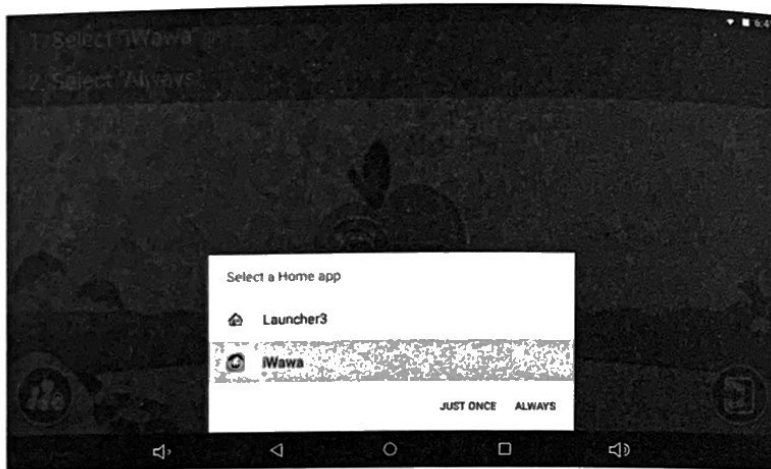 1. Select "iWawa"
2. Select "Always"
Select a Home app
Launcher3
iWawa
JUST ONCE ALWAYS